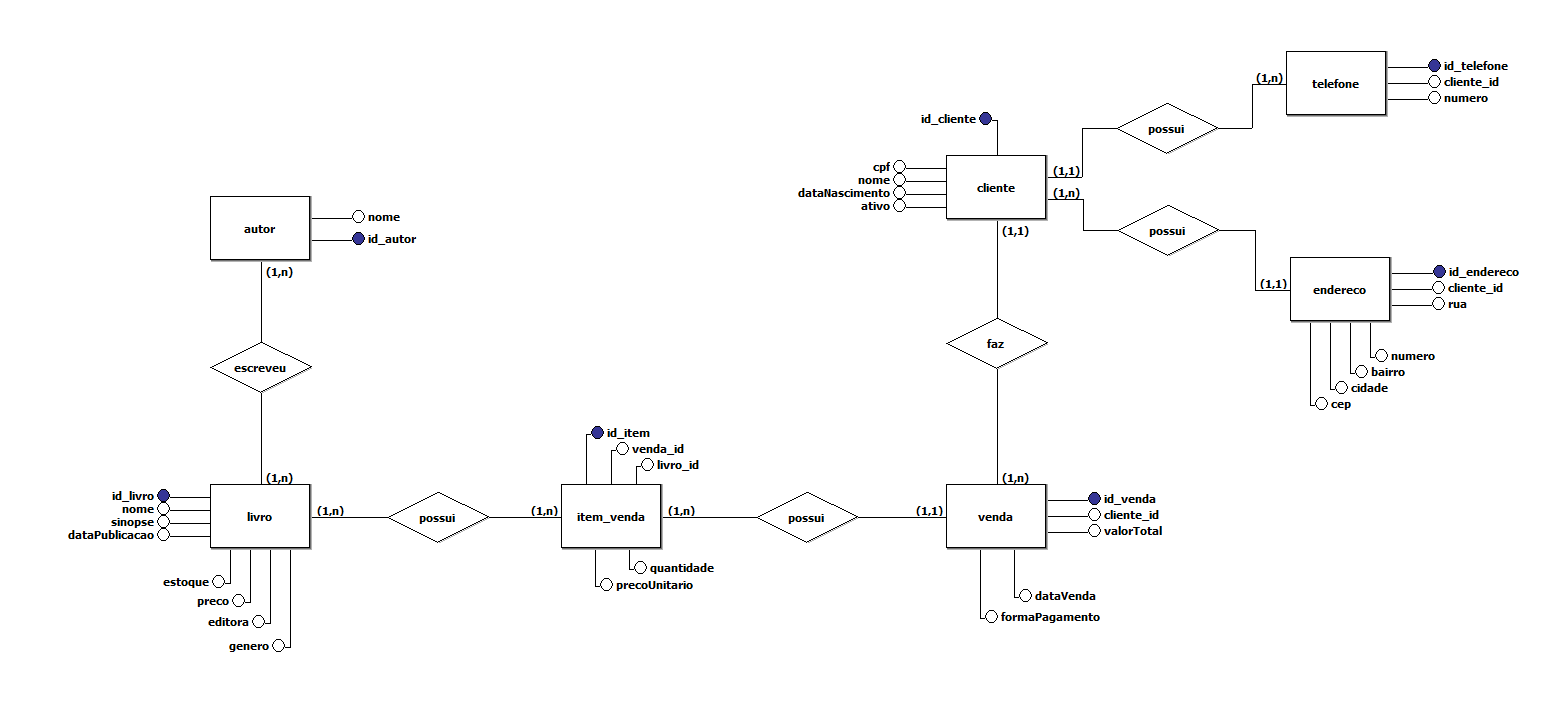 id_telefone
(1,n)
telefone
cliente_id
numero
id_cliente
possui
cpf
(1,1)
nome
cliente
(1,n)
dataNascimento
ativo
nome
autor
(1,1)
possui
id_autor
(1,n)
id_endereco
(1,1)
endereco
cliente_id
rua
faz
numero
escreveu
bairro
cidade
cep
id_item
venda_id
livro_id
(1,n)
(1,n)
id_livro
nome
sinopse
dataPublicacao
livro
(1,n)
possui
(1,n)
item_venda
(1,n)
possui
(1,1)
venda
id_venda
cliente_id
valorTotal
quantidade
precoUnitario
estoque
preco
editora
genero
dataVenda
formaPagamento